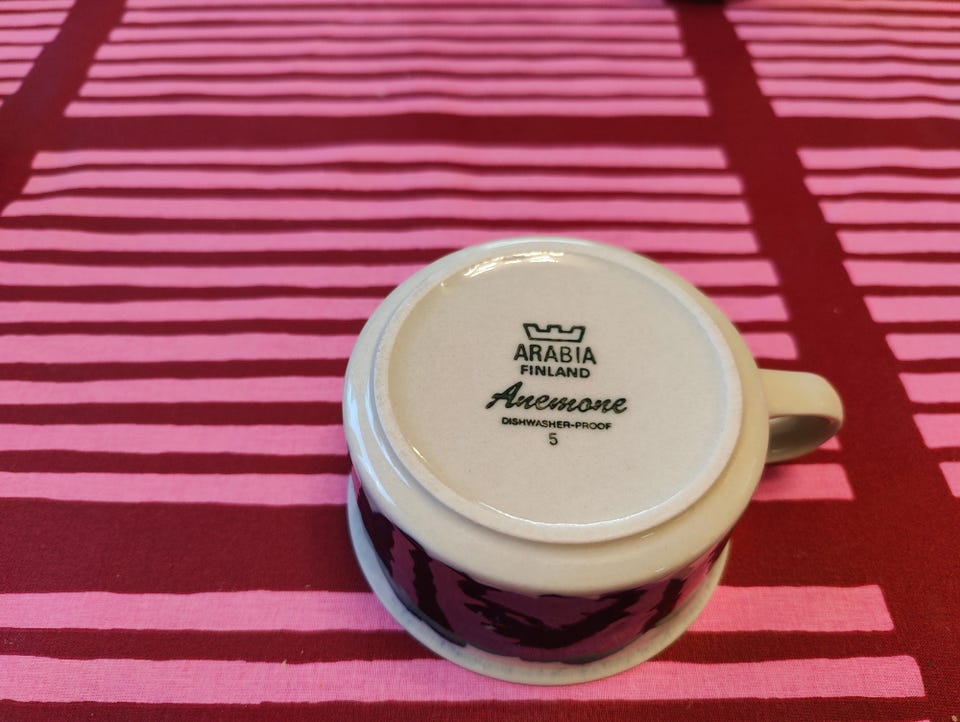 ARABIA
FINLAND
Anemone
DISHWASHER-PROOF
5